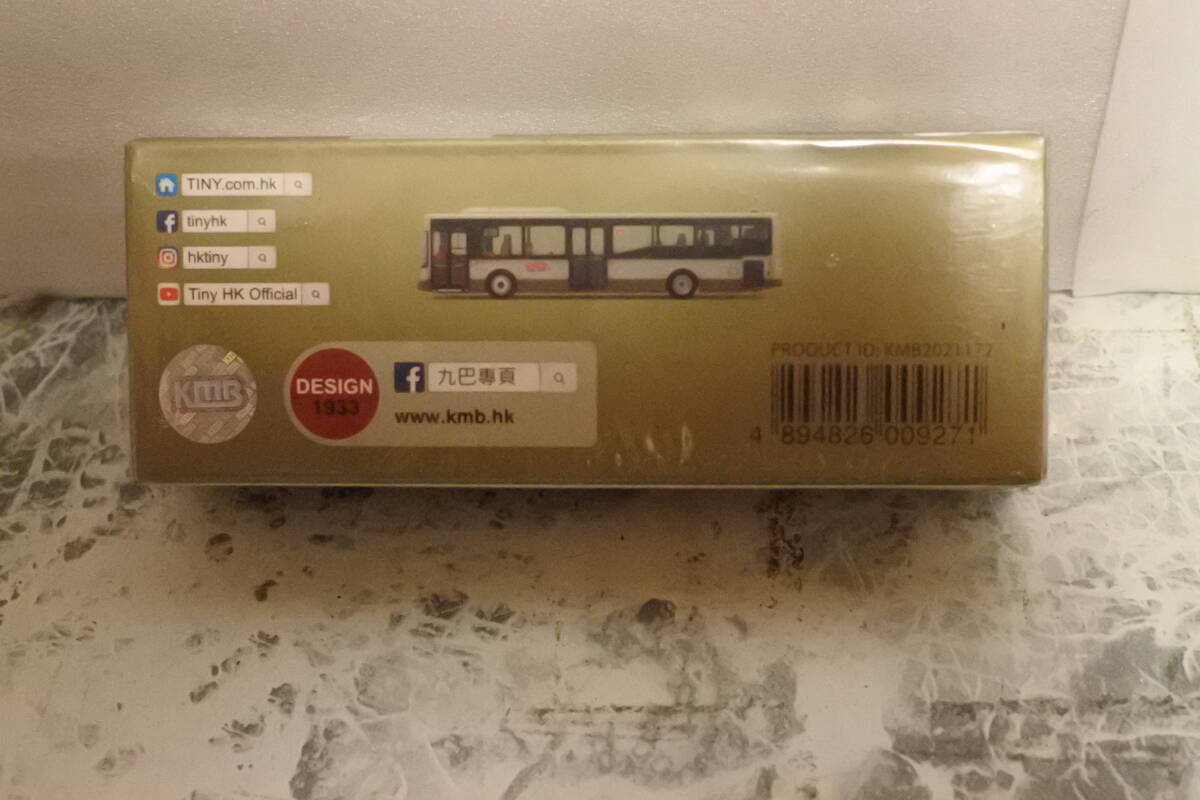 TINY.com.hk
tinyhk
hktiny
Tiny HK Official
KMB
DESIGN
1933
九巴專頁
www.kmb.hk
PRODUCT ID: KMB2021172
4 894826 009271